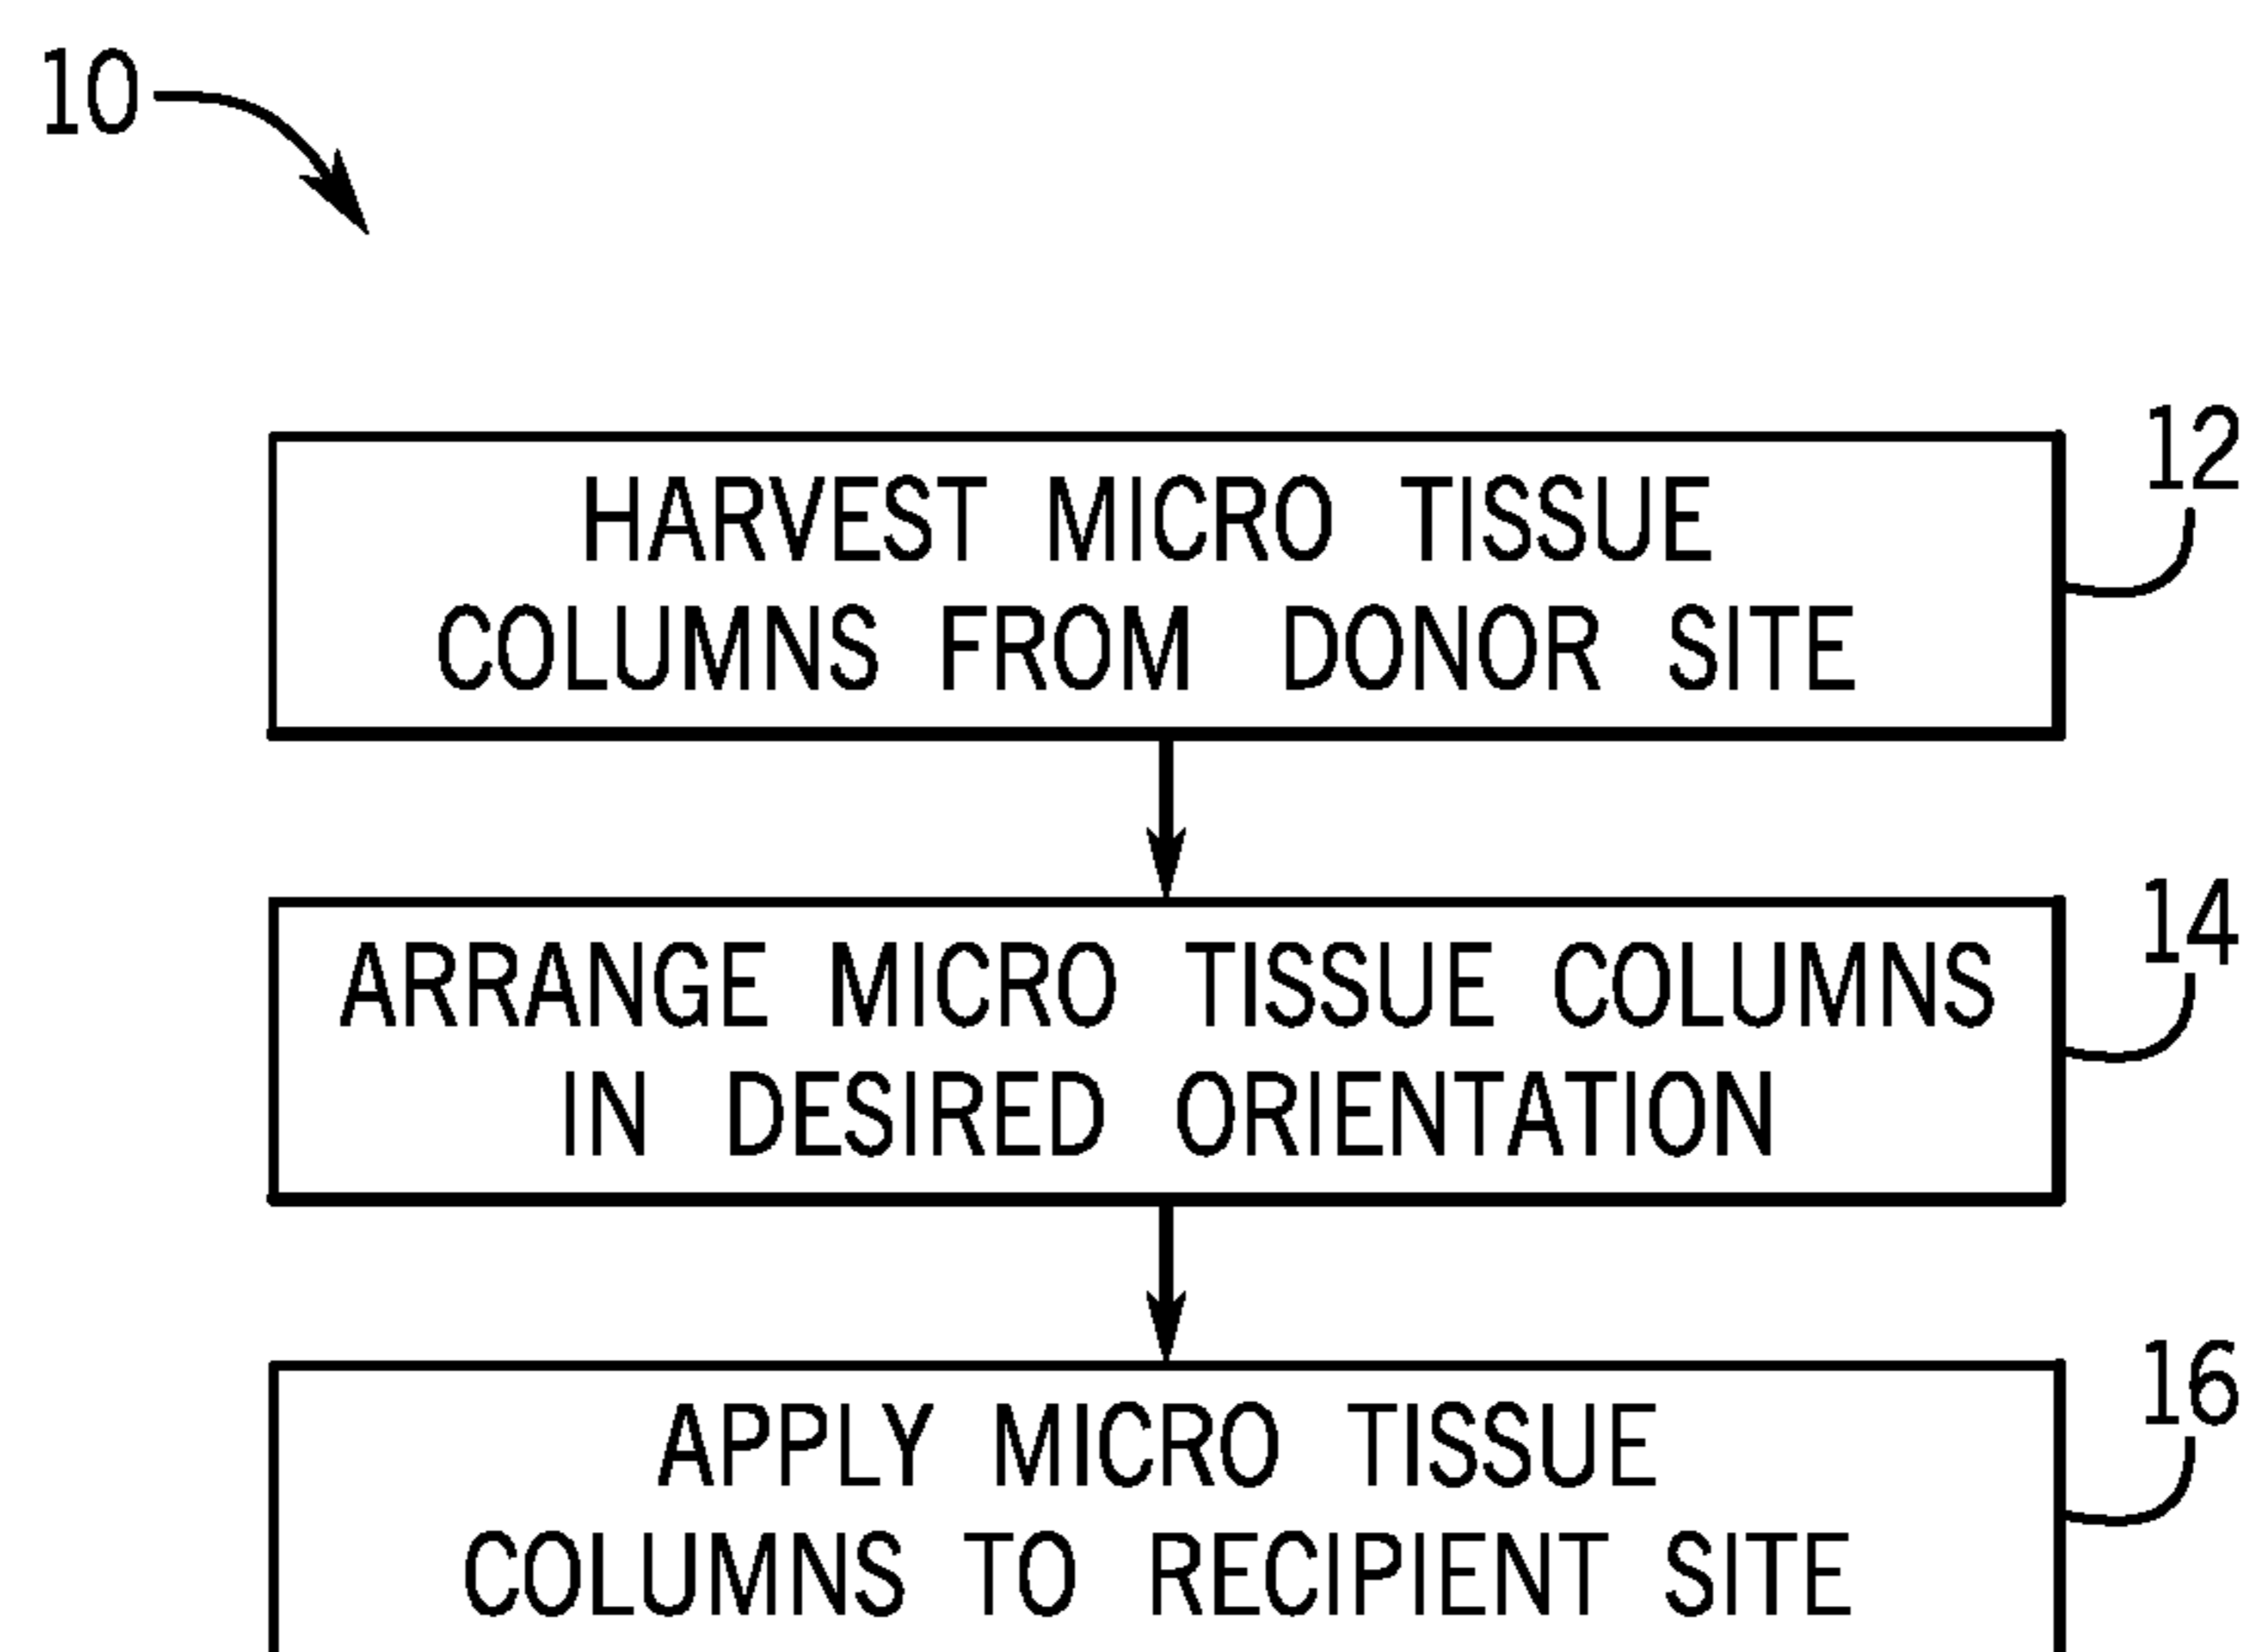 10
12
HARVEST MICRO TISSUE
COLUMNS FROM DONOR SITE
14
ARRANGE MICRO TISSUE COLUMNS
IN DESIRED ORIENTATION
16
APPLY MICRO TISSUE
COLUMNS TO RECIPIENT SITE